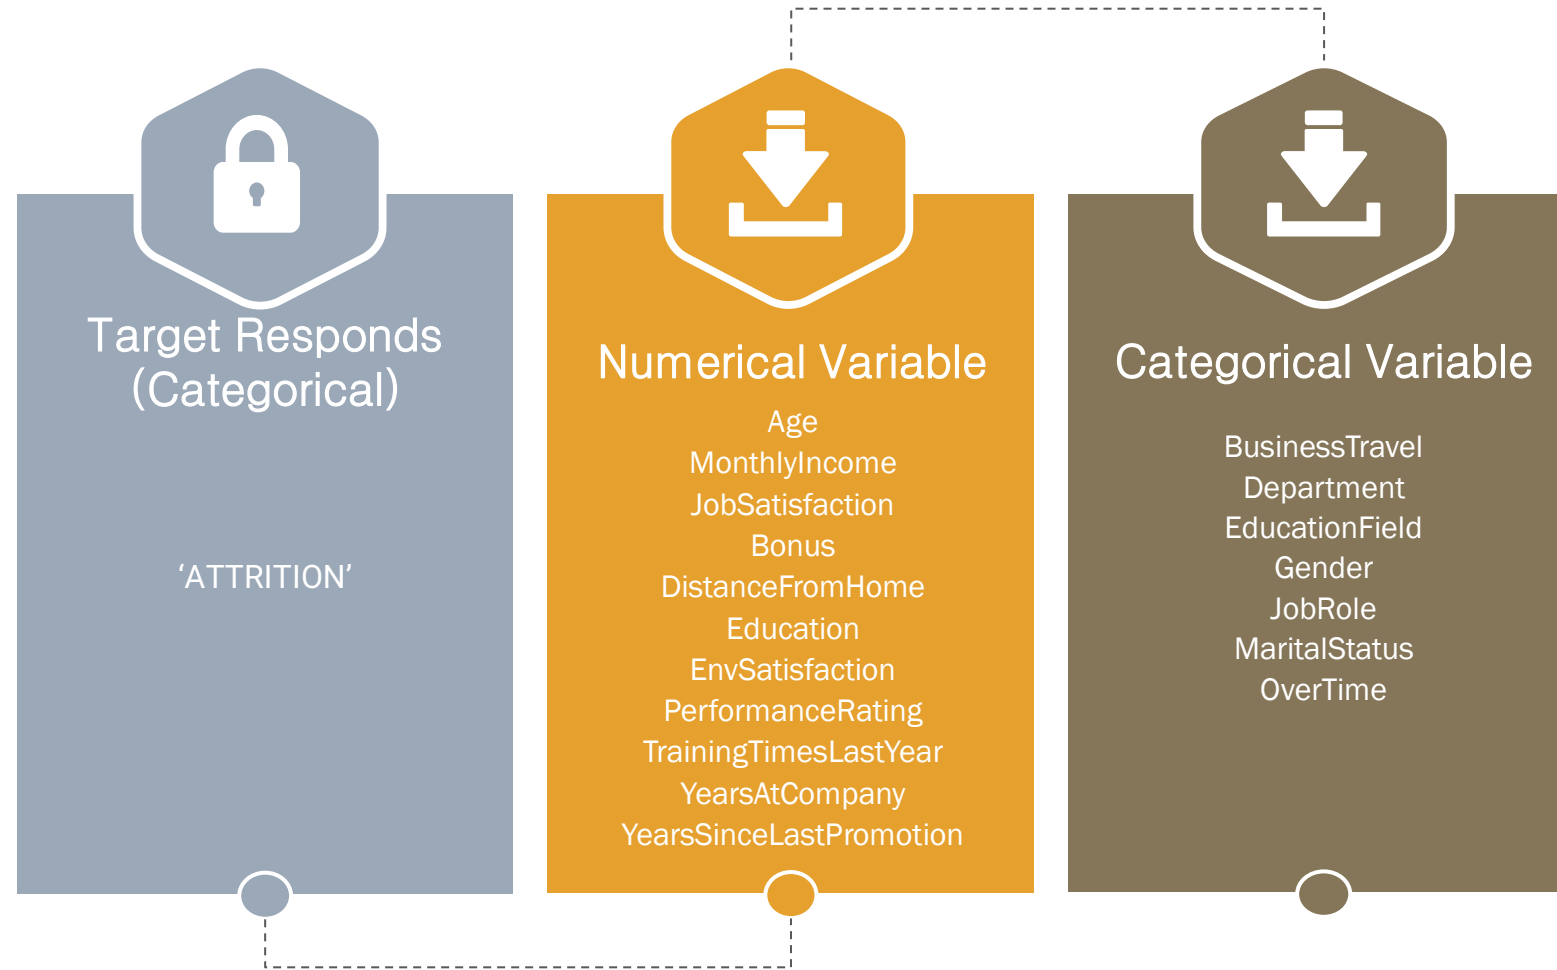 Target Responds
(Categorical)
‘ATTRITION’
Numerical Variable
Age
MonthlyIncome
JobSatisfaction
Bonus
DistanceFromHome
Education
EnvSatisfaction
PerformanceRating
TrainingTimesLastYear
YearsAtCompany
YearsSinceLastPromotion
Categorical Variable
BusinessTravel
Department
EducationField
Gender
JobRole
MaritalStatus
OverTime